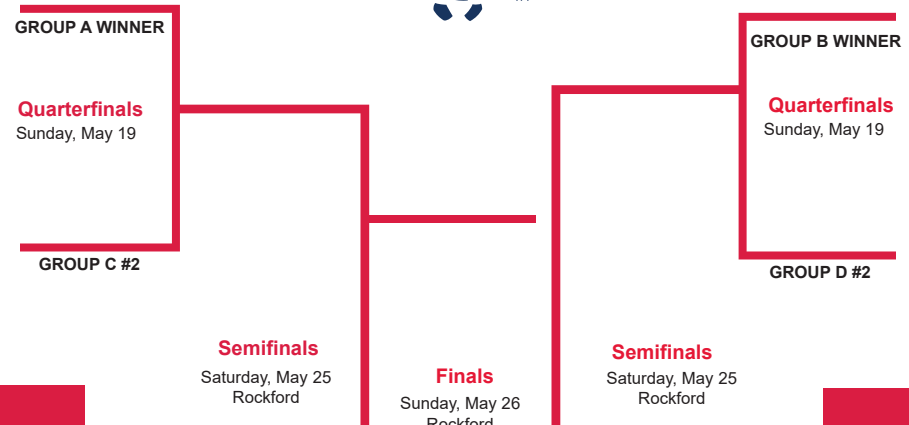 GROUP A WINNER
Quarterfinals
Sunday, May 19
GROUP C #2
GROUP B WINNER
Quarterfinals
Sunday, May 19
GROUP D #2
Semifinals
Saturday, May 25
Rockford
Finals
Sunday, May 26
Rockford
Semifinals
Saturday, May 25
Rockford